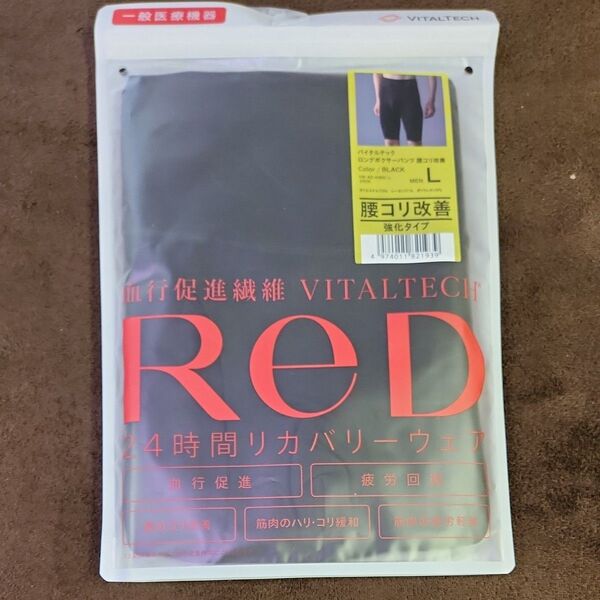 一般医療機器
VITALTECH
バイタルテック
ロングボクサーパンツ 腰コリ改善
Color / BLACK
MEN L
腰コリ改善
強化タイプ
4 974011 821939
血行促進繊維 VITALTECH
ReD
24時間リカバリーウェア
血行促進
疲労回復
筋肉のハリ・コリ緩和